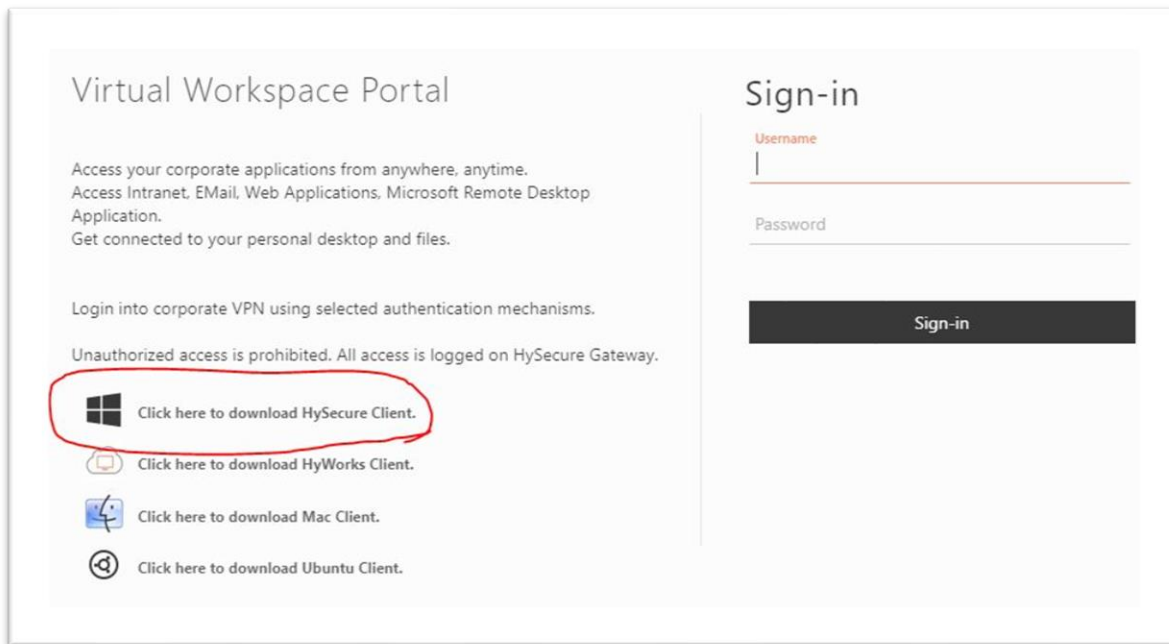 Virtual Workspace Portal
Access your corporate applications from anywhere, anytime.
Access Intranet, EMail, Web Applications, Microsoft Remote Desktop
Application.
Get connected to your personal desktop and files.
Login into corporate VPN using selected authentication mechanisms.
Unauthorized access is prohibited. All access is logged on HySecure Gateway.
Click here to download HySecure Client.
Click here to download HyWorks Client.
Click here to download Mac Client.
Click here to download Ubuntu Client.
Sign-in
Username
Password
Sign-in